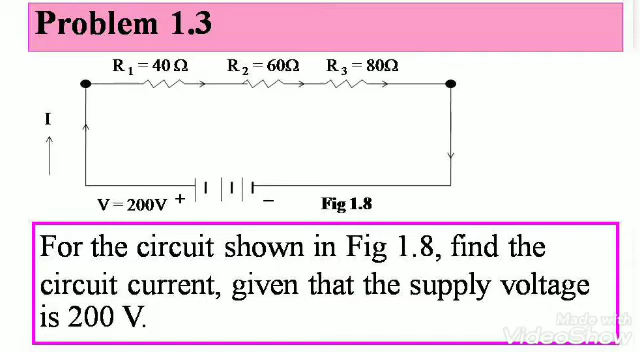 Problem 1.3
R1 = 40 Ω R2 = 60Ω R3 = 80Ω
I
V = 200V + − Fig 1.8
For the circuit shown in Fig 1.8, find the
circuit current, given that the supply voltage
is 200 V.
Made with
VideoShow